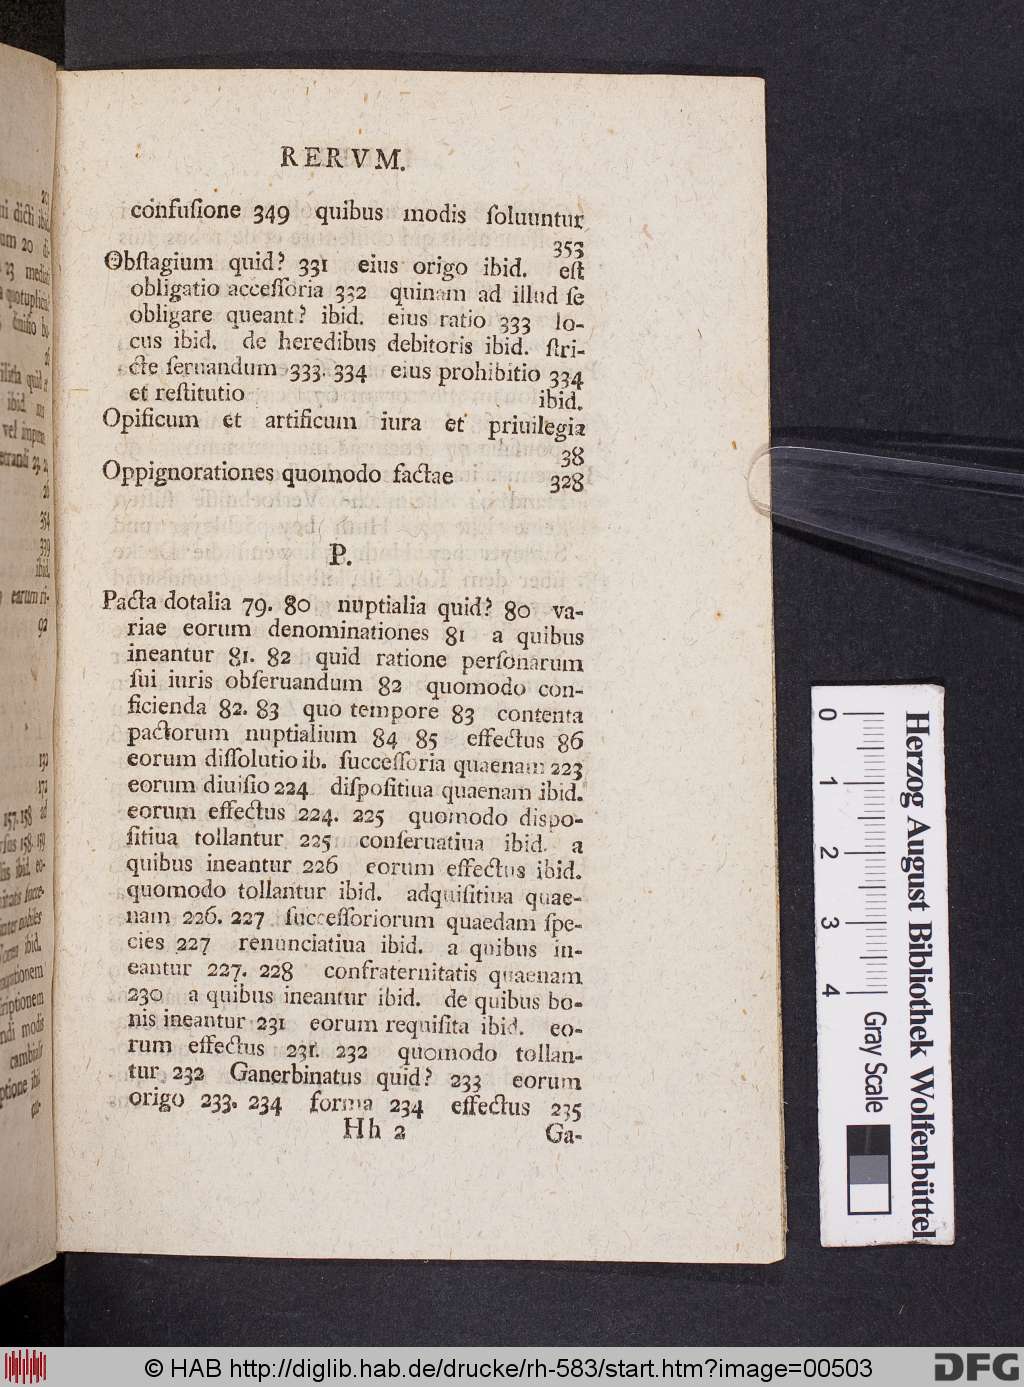 RERVM.
confuſione 349 quibus modis ſoluuntur
353
Obſtagium quid? 331 eius origo ibid. eſt
obligatio acceſſoria 332 quinam ad illud ſe
obligare queant? ibid. eius ratio 333 lo-
cus ibid. de heredibus debitoris ibid. ſtri-
cte ſeruandum 333. 334 eius prohibitio 334
et reſtitutio ibid.
Opificum et artificum iura et priuilegia
38
Oppignorationes quomodo factae 328
P.
Pacta dotalia 79. 80 nuptialia quid? 80 va-
riae eorum denominationes 81 a quibus
ineantur 81. 82 quid ratione perſonarum
ſui iuris obſeruandum 82 quomodo con-
ficienda 82. 83 quo tempore 83 contenta
pactorum nuptialium 84 85 effectus 86
eorum diſſolutio ib. ſucceſſoria quaenam 223
eorum diuiſio 224 diſpoſitiua quaenam ibid.
eorum effectus 224. 225 quomodo diſpo-
ſitiua tollantur 225 conſeruatiua ibid. a
quibus ineantur 226 eorum effectus ibid.
quomodo tollantur ibid. adquiſitiua quae-
nam 226. 227 ſucceſſoriorum quaedam ſpe-
cies 227 renunciatiua ibid. a quibus in-
eantur 227. 228 confraternitatis quaenam
230 a quibus ineantur ibid. de quibus bo-
nis ineantur 231 eorum requiſita ibid. eo-
rum effectus 231. 232 quomodo tollan-
tur 232 Ganerbinatus quid? 233 eorum
origo 233. 234 forma 234 effectus 235
Hh 2 Ga-
0 1 2 3 4 Gray Scale
Herzog August Bibliothek Wolfenbüttel
© HAB http://diglib.hab.de/drucke/rh-583/start.htm?image=00503
DFG